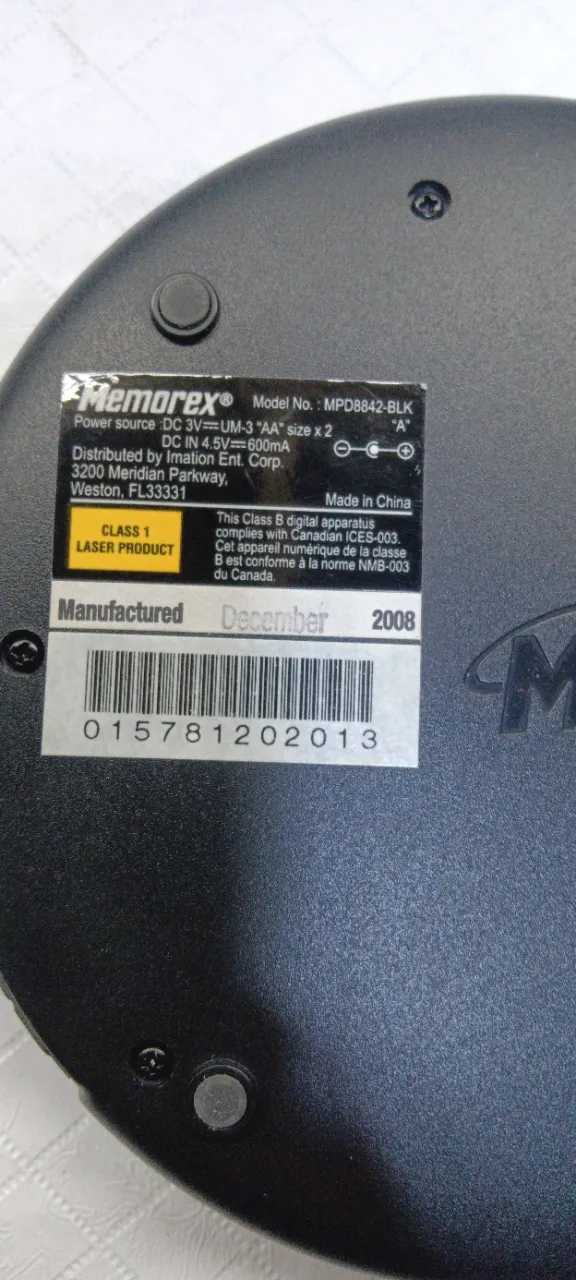 Memorex® Model No. : MPD8842-BLK
Power source : DC 3V⎓UM-3 "AA" size x 2 "A"
DC IN 4.5V⎓600mA
Distributed by Imation Ent. Corp.
3200 Meridian Parkway,
Weston, FL33331
Made in China
CLASS 1
LASER PRODUCT
This Class B digital apparatus
complies with Canadian ICES-003.
Cet appareil numérique de la classe
B est conforme à la norme NMB-003
du Canada.
Manufactured December 2008
015781202013
M